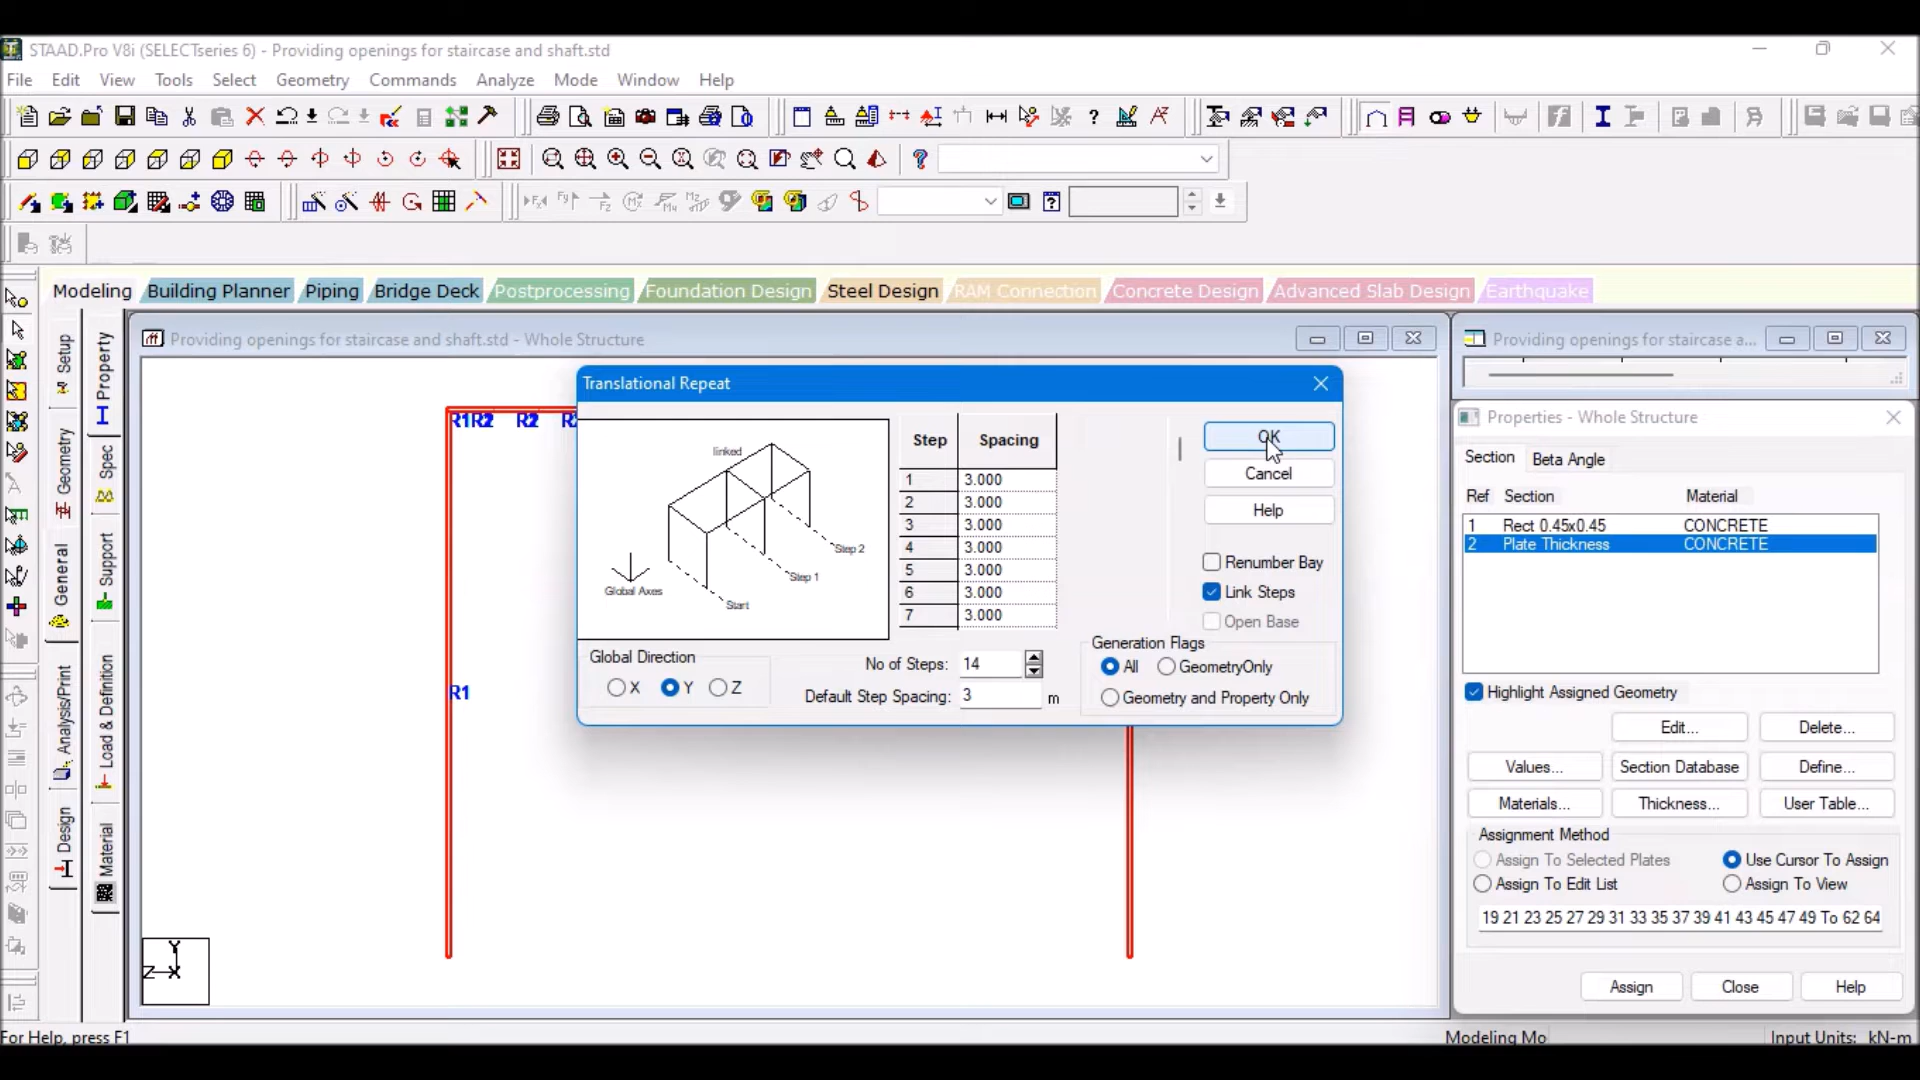 STAAD.Pro V8i (SELECTseries 6) - Providing openings for staircase and shaft.std
File Edit View Tools Select Geometry Commands Analyze Mode Window Help
Modeling Building Planner Piping Bridge Deck Postprocessing Foundation Design Steel Design RAM Connection Concrete Design Advanced Slab Design Earthquake
Setup
Geometry
General
Analysis/Print
Design
Property
Spec
Support
Load & Definition
Material
Providing openings for staircase and shaft.std - Whole Structure
R1 R2 R2
R1
Y
Z X
Translational Repeat
linked
Step 2
Step 1
Global Axes
Start
Step Spacing
1 3.000
2 3.000
3 3.000
4 3.000
5 3.000
6 3.000
7 3.000
OK
Cancel
Help
Renumber Bay
Link Steps
Open Base
Global Direction
X Y Z
No of Steps: 14
Default Step Spacing: 3 m
Generation Flags
All GeometryOnly
Geometry and Property Only
Providing openings for staircase a...
Properties - Whole Structure
Section Beta Angle
Ref Section Material
1 Rect 0.45x0.45 CONCRETE
2 Plate Thickness CONCRETE
Highlight Assigned Geometry
Edit... Delete...
Values... Section Database Define...
Materials... Thickness... User Table...
Assignment Method
Assign To Selected Plates Use Cursor To Assign
Assign To Edit List Assign To View
19 21 23 25 27 29 31 33 35 37 39 41 43 45 47 49 To 62 64
Assign Close Help
For Help, press F1
Modeling Mo
Input Units: kN-m